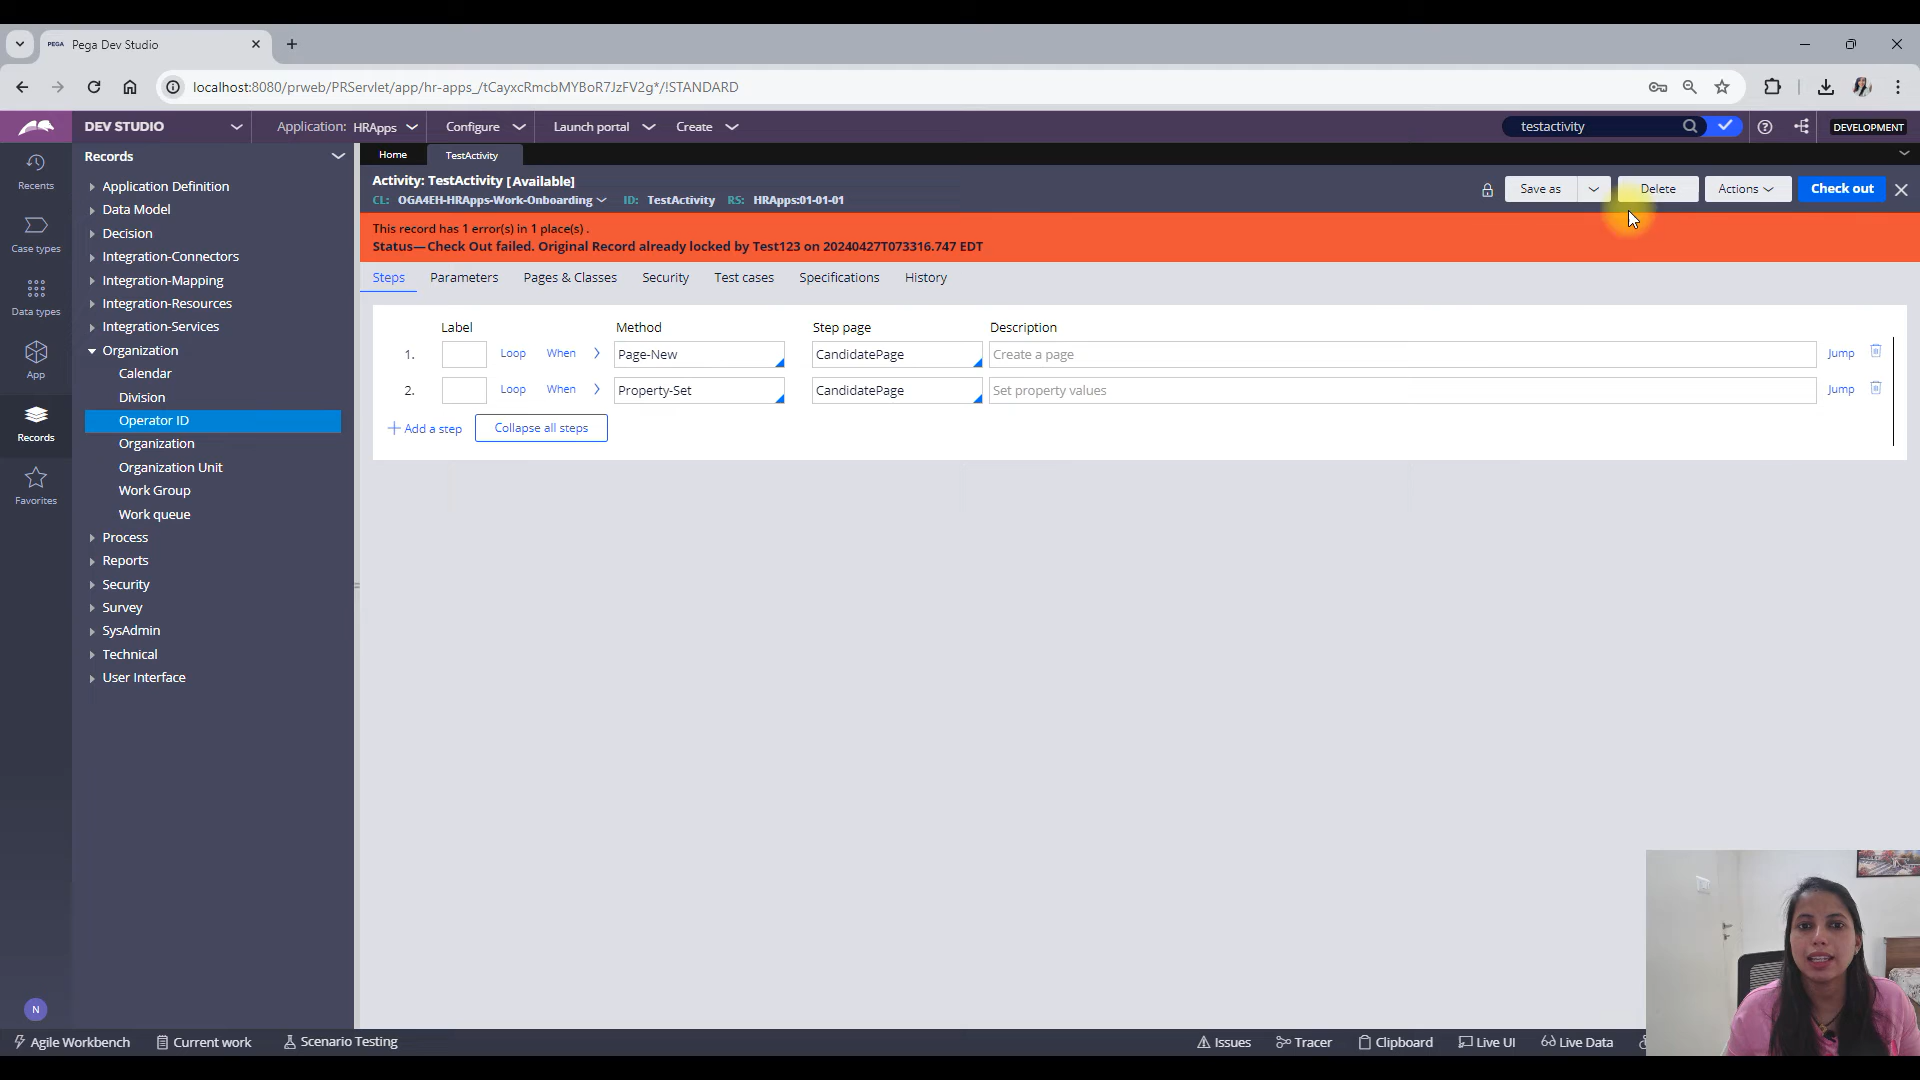 PEGA Pega Dev Studio
localhost:8080/prweb/PRServlet/app/hr-apps_/tCayxcRmcbMYBoR7JzFV2g*/!STANDARD
DEV STUDIO Application: HRApps Configure Launch portal Create testactivity DEVELOPMENT
Recents
Case types
Data types
App
Records
Favorites
N
Records
Application Definition
Data Model
Decision
Integration-Connectors
Integration-Mapping
Integration-Resources
Integration-Services
Organization
Calendar
Division
Operator ID
Organization
Organization Unit
Work Group
Work queue
Process
Reports
Security
Survey
SysAdmin
Technical
User Interface
Home TestActivity
Activity: TestActivity [Available]
CL: OGA4EH-HRApps-Work-Onboarding ID: TestActivity RS: HRApps:01-01-01
Save as Delete Actions Check out
This record has 1 error(s) in 1 place(s) .
Status—Check Out failed. Original Record already locked by Test123 on 20240427T073316.747 EDT
Steps Parameters Pages & Classes Security Test cases Specifications History
Label Method Step page Description
1. Loop When Page-New CandidatePage Create a page Jump
2. Loop When Property-Set CandidatePage Set property values Jump
Add a step Collapse all steps
Agile Workbench Current work Scenario Testing Issues Tracer Clipboard Live UI Live Data